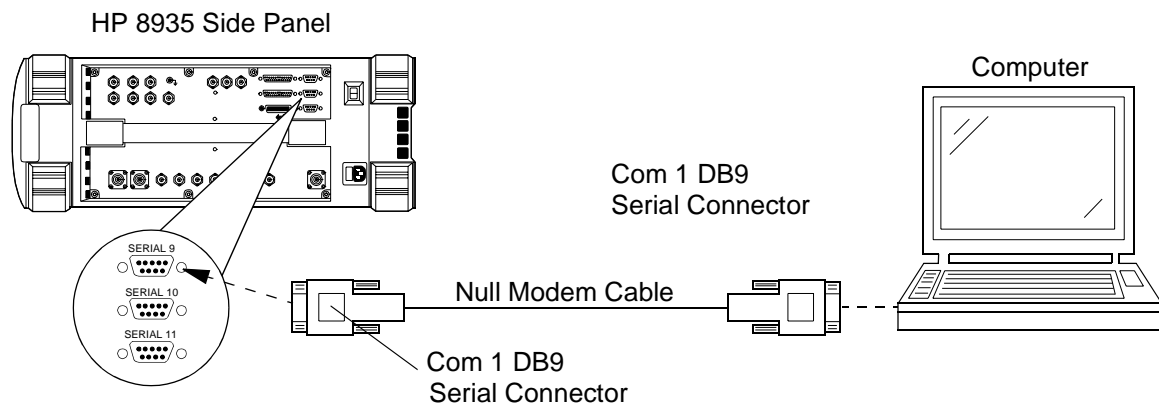 HP 8935 Side Panel
Computer
Com 1 DB9
Serial Connector
SERIAL 9
SERIAL 10
SERIAL 11
Null Modem Cable
Com 1 DB9
Serial Connector